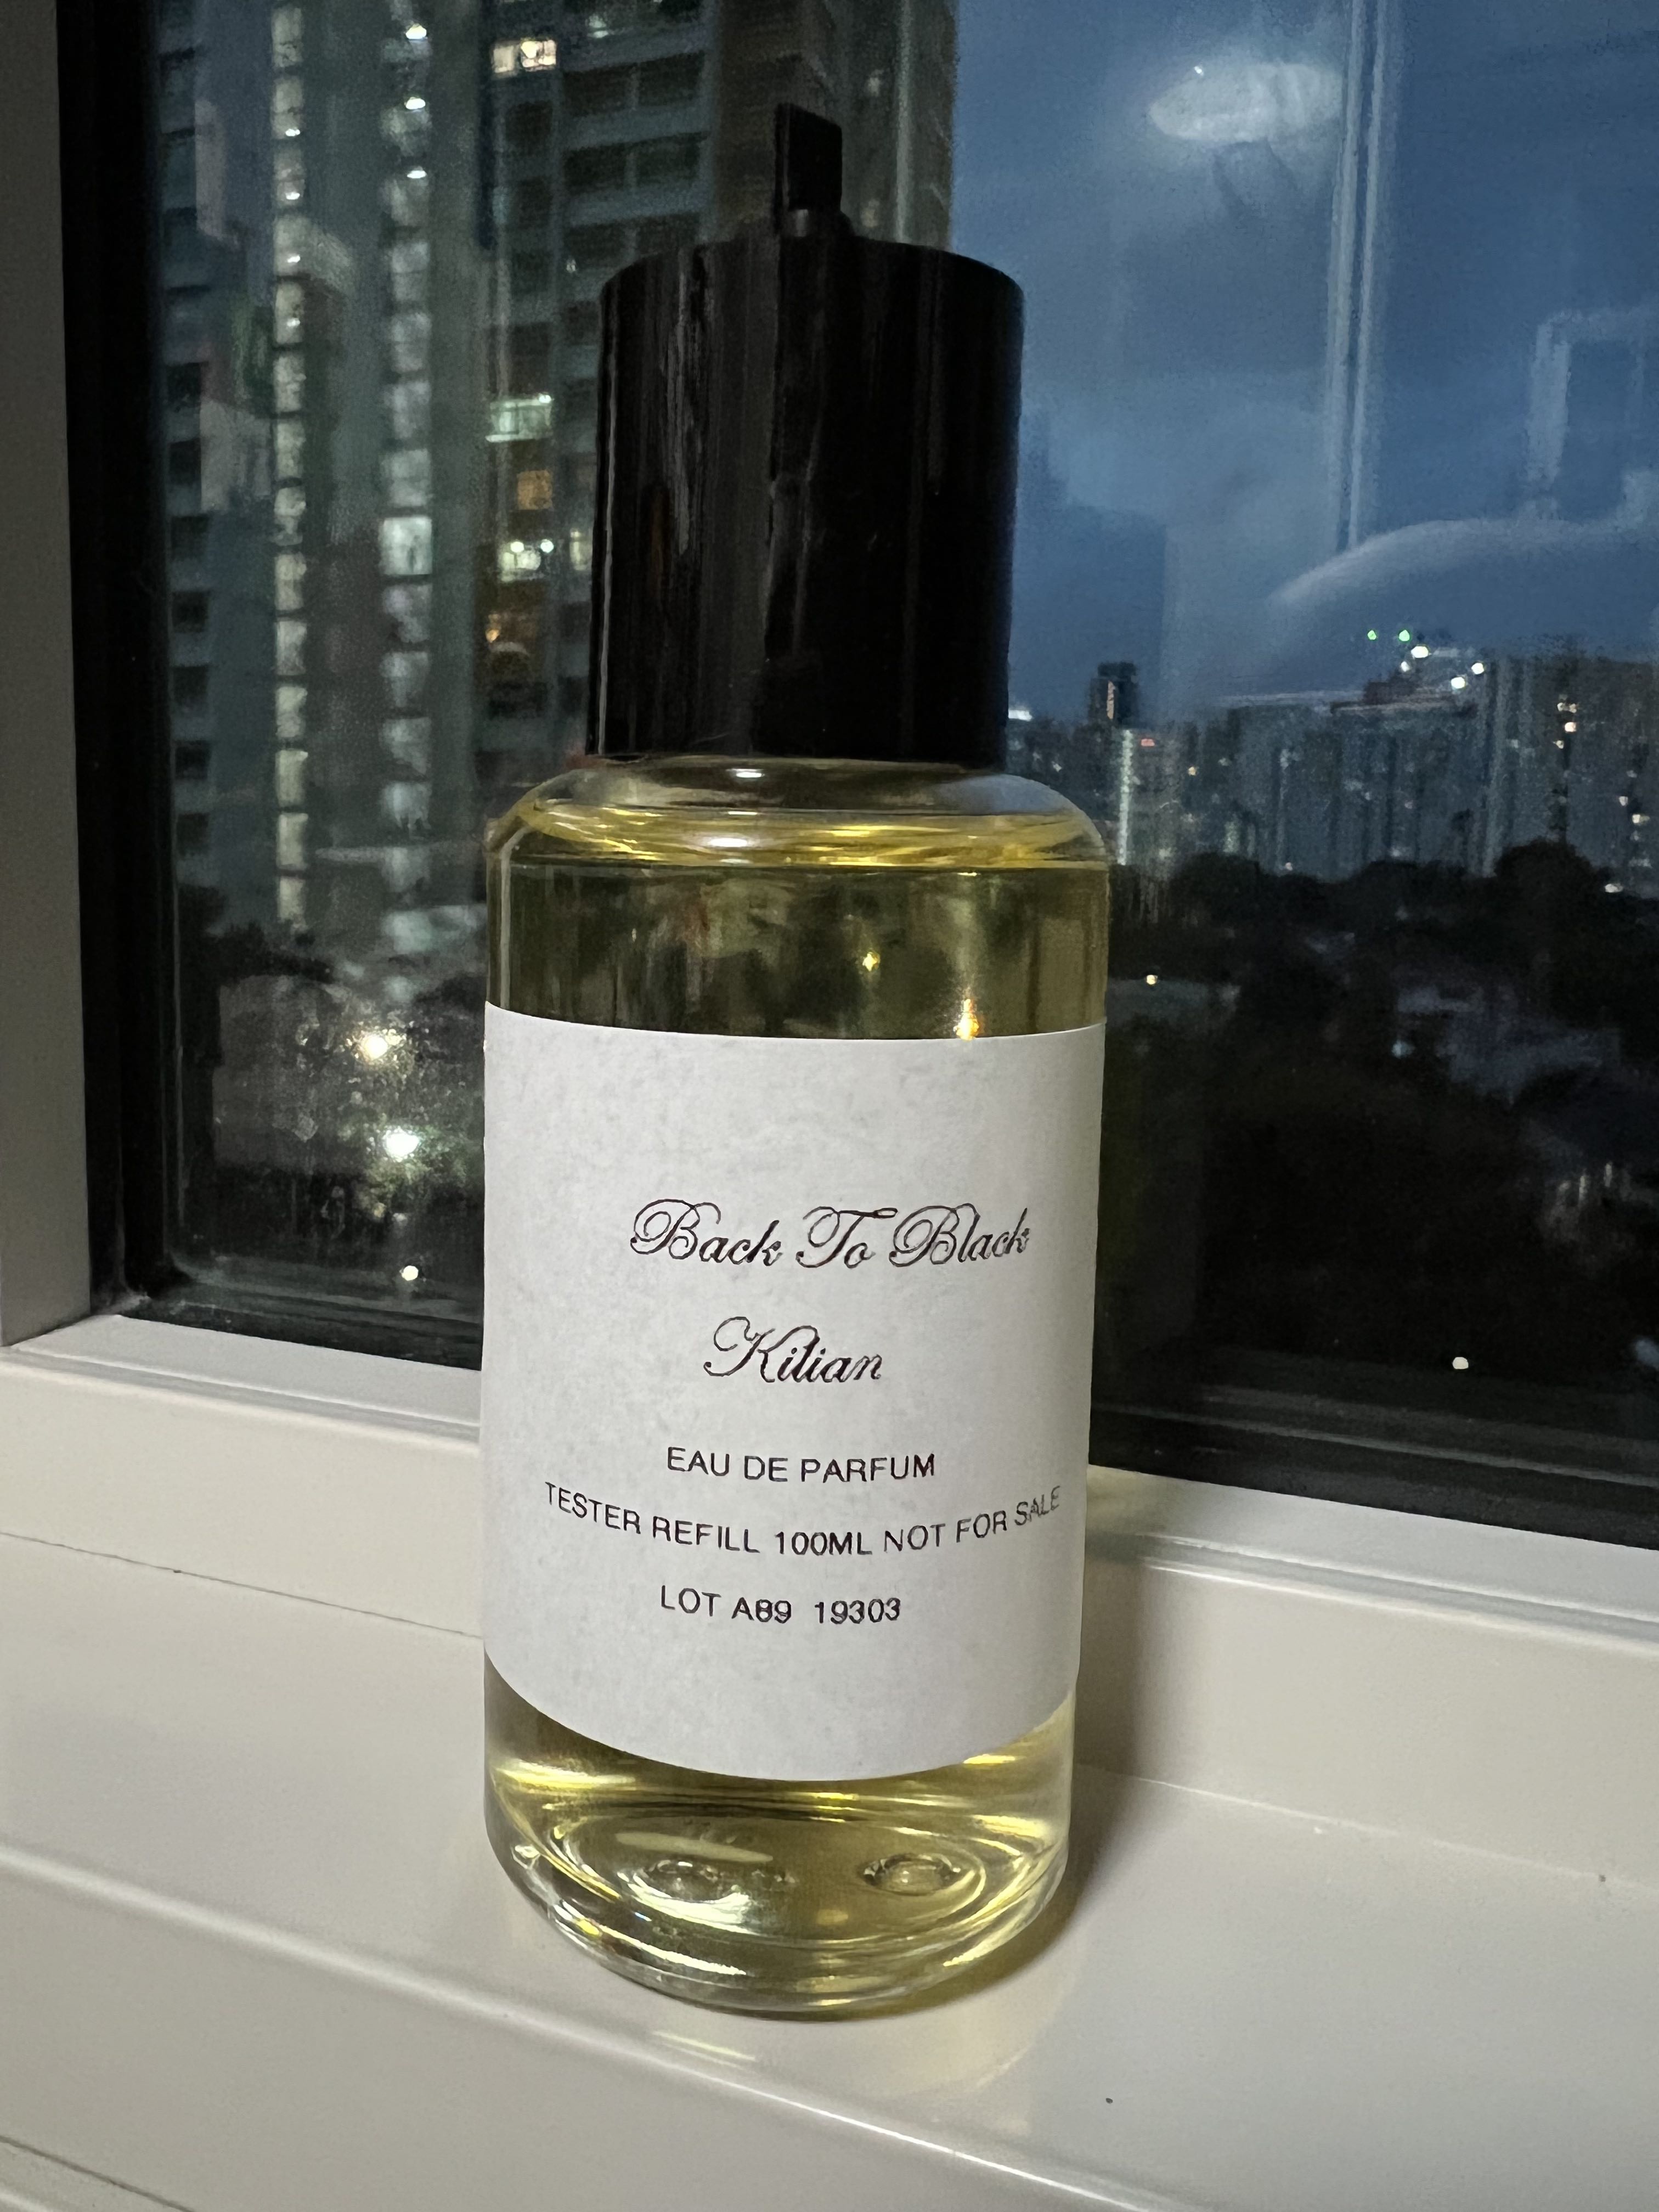 Back To Black
Kilian
EAU DE PARFUM
TESTER REFILL 100ML NOT FOR SALE
LOT A89 19303